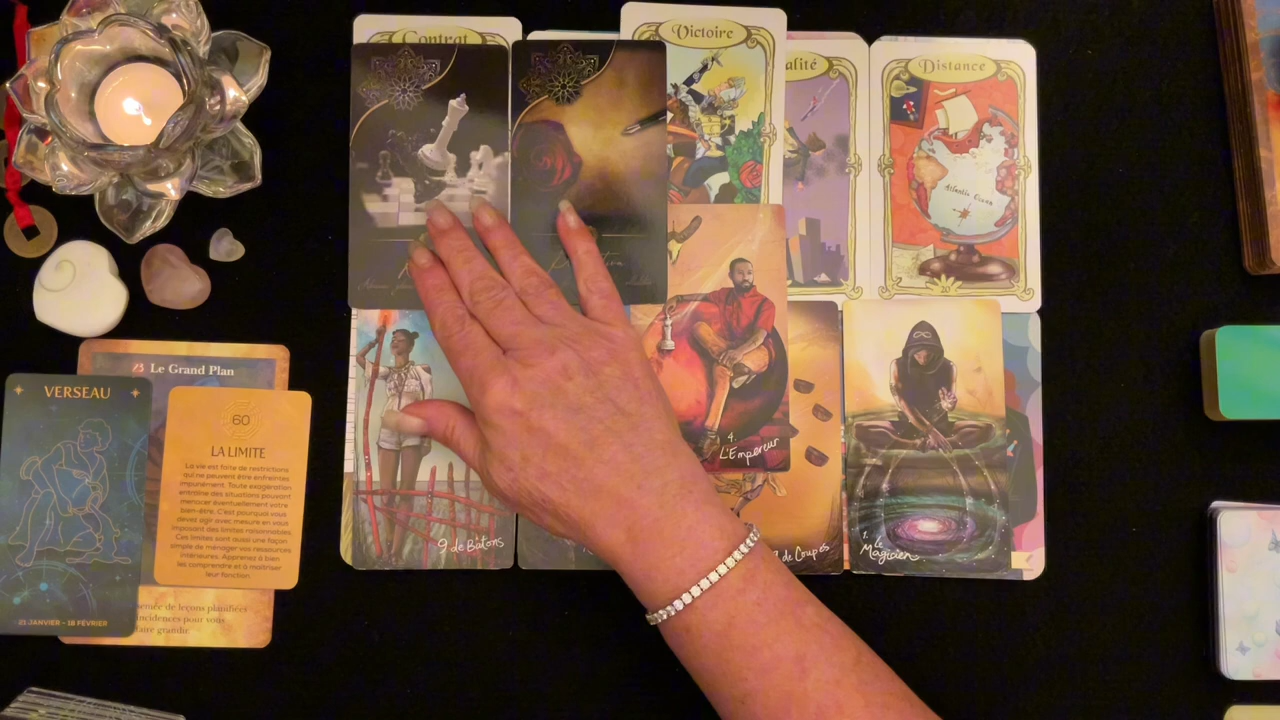 Contrat
Victoire
alité
Distance
Atlantic Ocean
20
23 Le Grand Plan
VERSEAU
21 JANVIER - 18 FÉVRIER
60
LA LIMITE
La vie est faite de restrictions
qui ne peuvent être enfreintes
impunément. Toute exagération
entraîne des situations pouvant
menacer éventuellement votre
bien-être. C'est pourquoi vous
devez agir avec mesure en vous
imposant des limites raisonnables.
Ces limites sont aussi une façon
simple de ménager vos ressources
intérieures. Apprenez à bien
les comprendre et à maîtriser
leur fonction.
semée de leçons planifiées
incidences pour vous
faire grandir.
4.
L'Empereur
9 de Bâtons
de Coupes
1. Le
Magicien